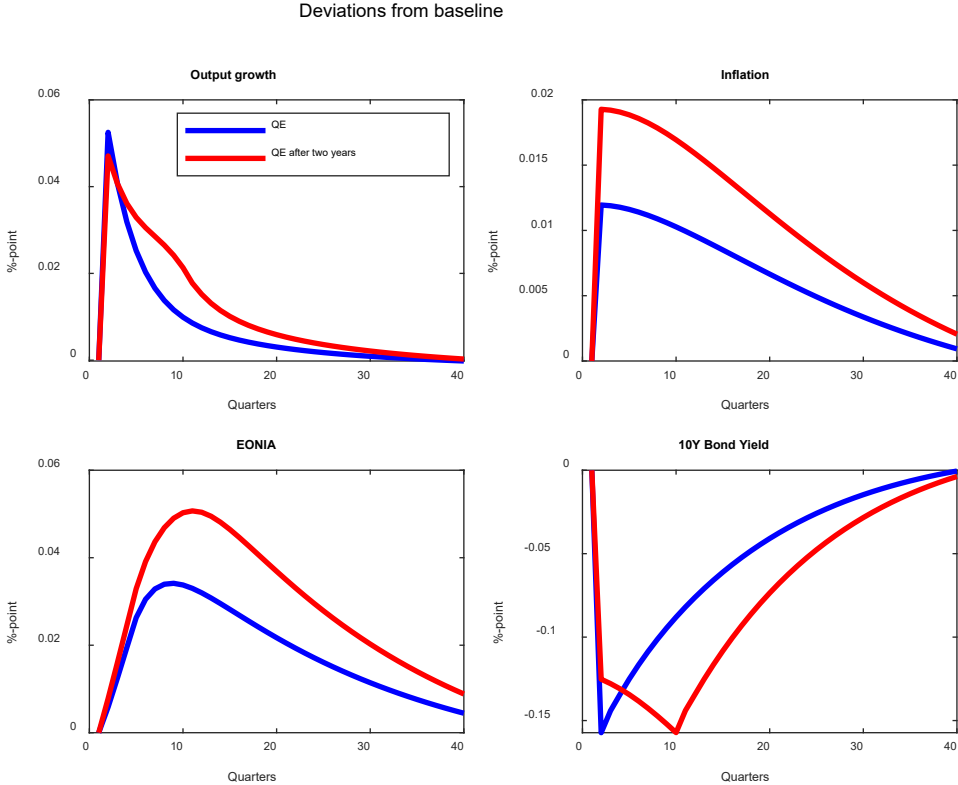 Deviations from baseline
Output growth
0.06
0.04
0.02
0
%-point
QE
QE after two years
0 10 20 30 40
Quarters
Inflation
0.02
0.015
0.01
0.005
0
%-point
0 10 20 30 40
Quarters
EONIA
0.06
0.04
0.02
0
%-point
0 10 20 30 40
Quarters
10Y Bond Yield
0
-0.05
-0.1
-0.15
%-point
0 10 20 30 40
Quarters